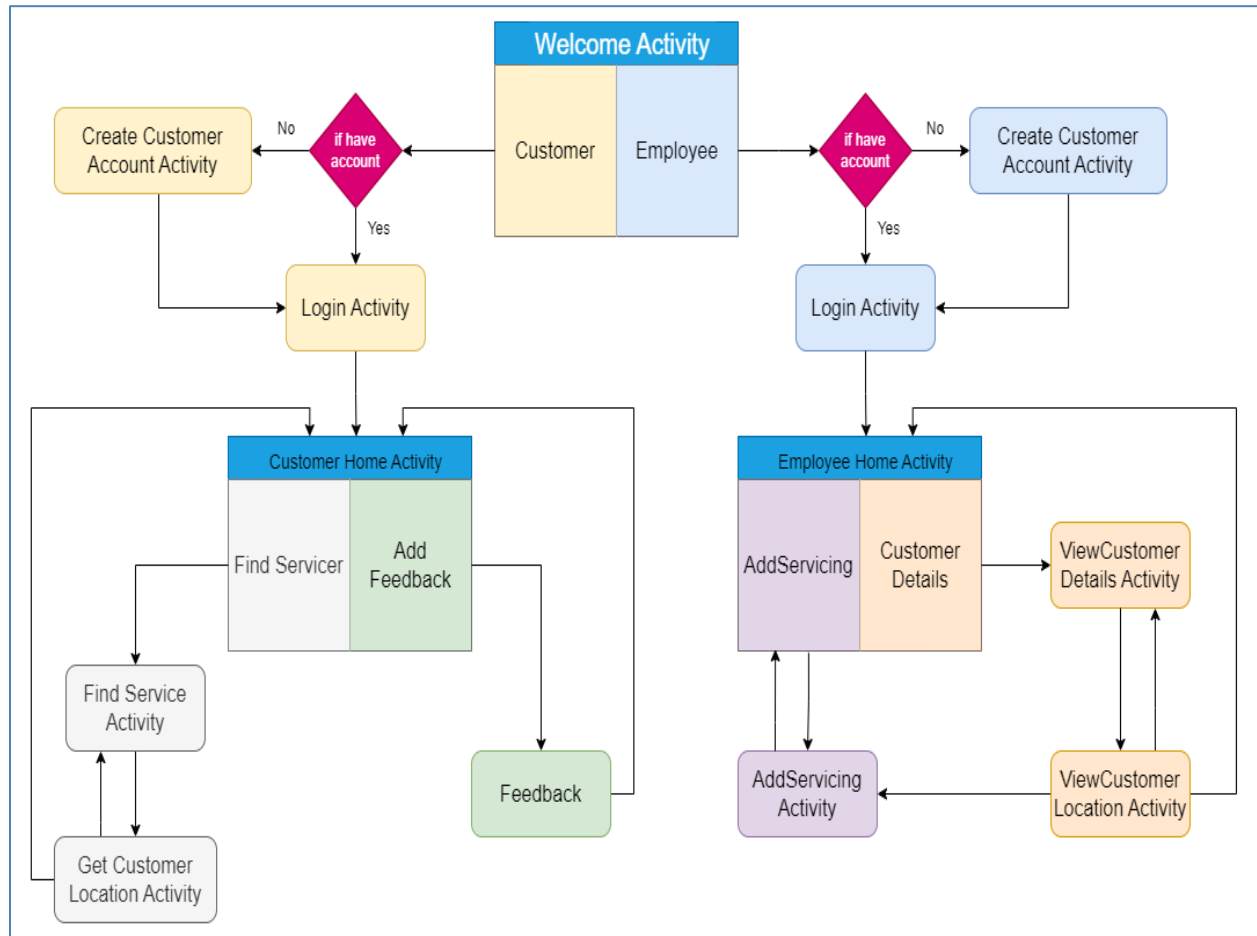 Welcome Activity
Customer
Employee
if have
account
No
Yes
Create Customer
Account Activity
Login Activity
if have
account
No
Yes
Create Customer
Account Activity
Login Activity
Customer Home Activity
Find Servicer
Add
Feedback
Find Service
Activity
Get Customer
Location Activity
Feedback
Employee Home Activity
AddServicing
Customer
Details
ViewCustomer
Details Activity
AddServicing
Activity
ViewCustomer
Location Activity